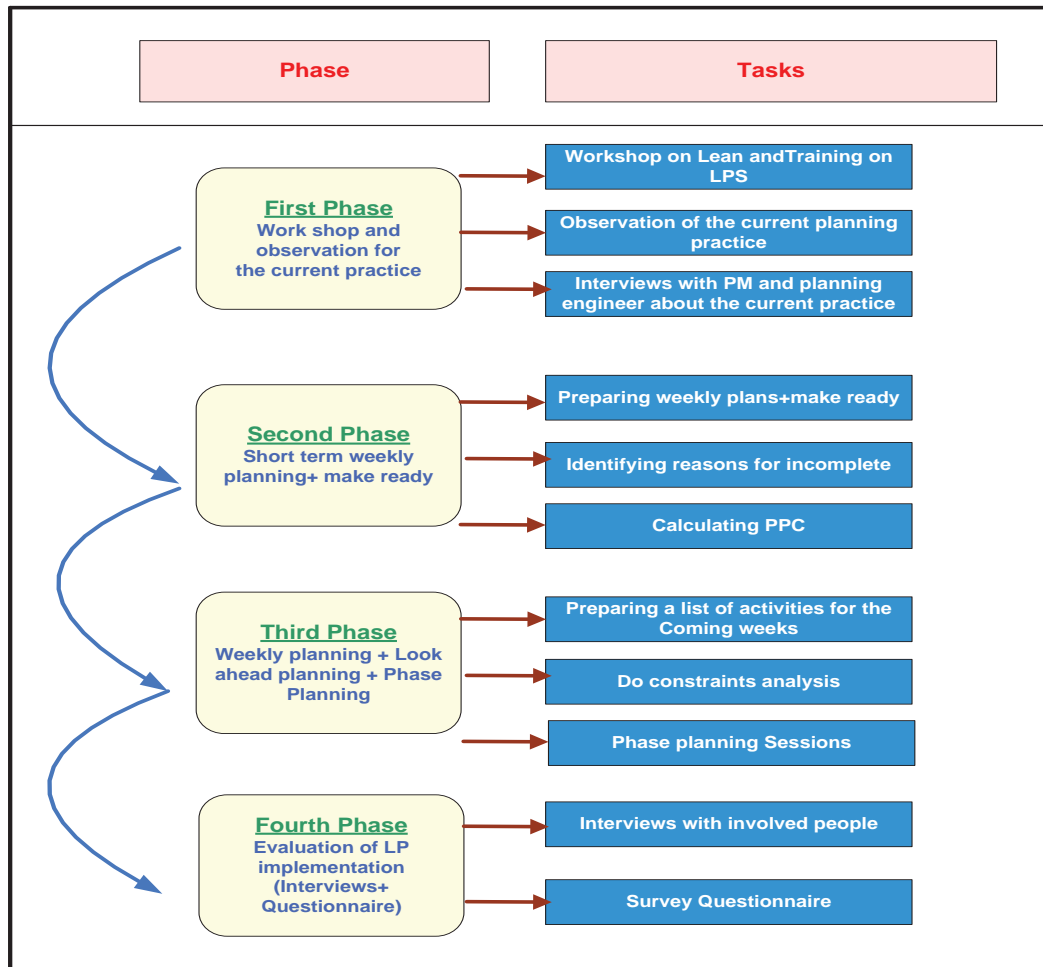 Phase
Tasks
First Phase
Work shop and
observation for
the current practice
Workshop on Lean andTraining on
LPS
Observation of the current planning
practice
Interviews with PM and planning
engineer about the current practice
Second Phase
Short term weekly
planning+ make ready
Preparing weekly plans+make ready
Identifying reasons for incomplete
Calculating PPC
Third Phase
Weekly planning + Look
ahead planning + Phase
Planning
Preparing a list of activities for the
Coming weeks
Do constraints analysis
Phase planning Sessions
Fourth Phase
Evaluation of LP
implementation
(Interviews+
Questionnaire)
Interviews with involved people
Survey Questionnaire